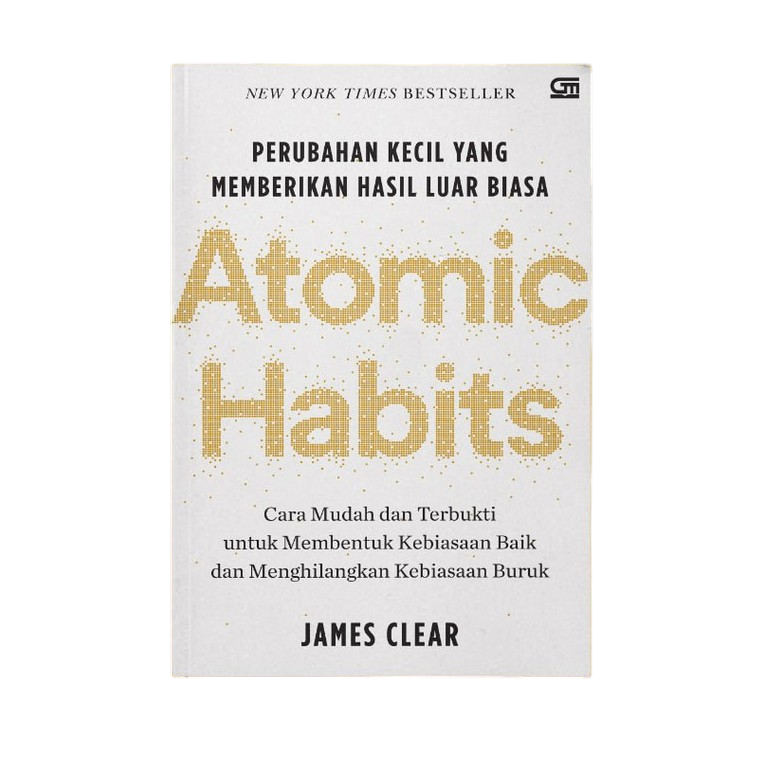 NEW YORK TIMES BESTSELLER
PERUBAHAN KECIL YANG
MEMBERIKAN HASIL LUAR BIASA
Atomic
Habits
Cara Mudah dan Terbukti
untuk Membentuk Kebiasaan Baik
dan Menghilangkan Kebiasaan Buruk
JAMES CLEAR